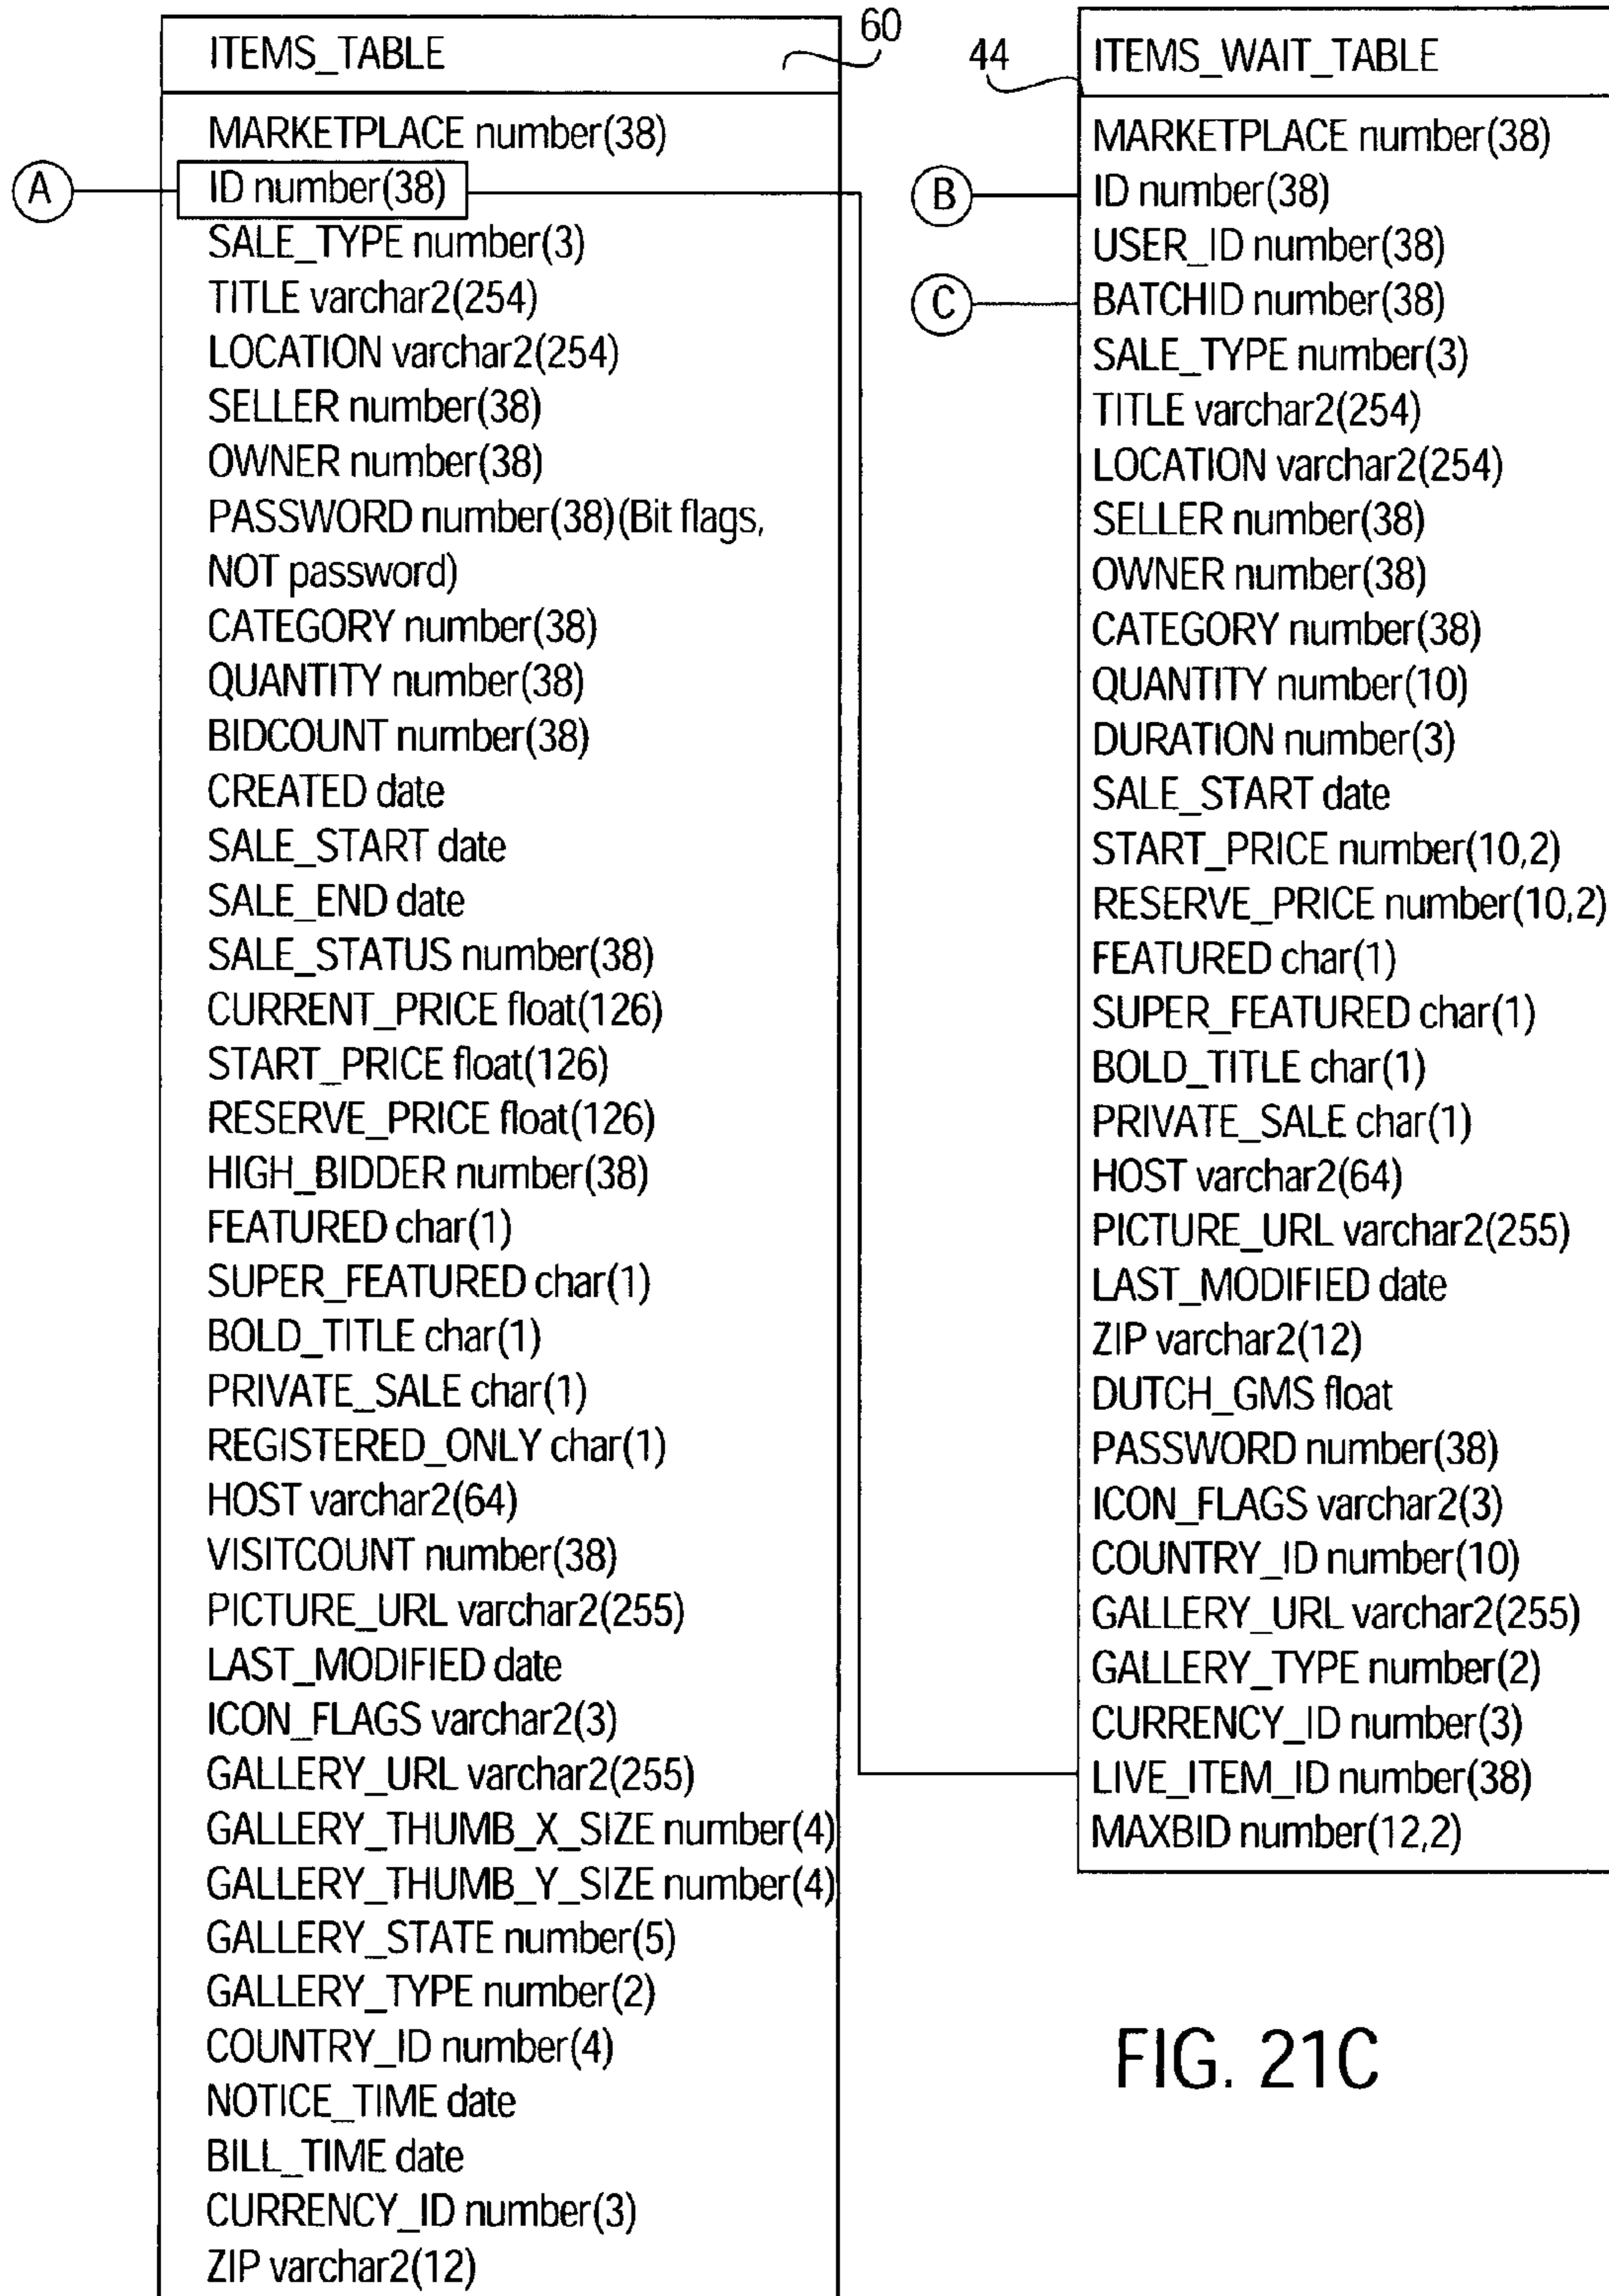 60
ITEMS_TABLE
MARKETPLACE number(38)
A
ID number(38)
SALE_TYPE number(3)
TITLE varchar2(254)
LOCATION varchar2(254)
SELLER number(38)
OWNER number(38)
PASSWORD number(38)(Bit flags,
NOT password)
CATEGORY number(38)
QUANTITY number(38)
BIDCOUNT number(38)
CREATED date
SALE_START date
SALE_END date
SALE_STATUS number(38)
CURRENT_PRICE float(126)
START_PRICE float(126)
RESERVE_PRICE float(126)
HIGH_BIDDER number(38)
FEATURED char(1)
SUPER_FEATURED char(1)
BOLD_TITLE char(1)
PRIVATE_SALE char(1)
REGISTERED_ONLY char(1)
HOST varchar2(64)
VISITCOUNT number(38)
PICTURE_URL varchar2(255)
LAST_MODIFIED date
ICON_FLAGS varchar2(3)
GALLERY_URL varchar2(255)
GALLERY_THUMB_X_SIZE number(4)
GALLERY_THUMB_Y_SIZE number(4)
GALLERY_STATE number(5)
GALLERY_TYPE number(2)
COUNTRY_ID number(4)
NOTICE_TIME date
BILL_TIME date
CURRENCY_ID number(3)
ZIP varchar2(12)
44
ITEMS_WAIT_TABLE
MARKETPLACE number(38)
B
ID number(38)
USER_ID number(38)
C
BATCHID number(38)
SALE_TYPE number(3)
TITLE varchar2(254)
LOCATION varchar2(254)
SELLER number(38)
OWNER number(38)
CATEGORY number(38)
QUANTITY number(10)
DURATION number(3)
SALE_START date
START_PRICE number(10,2)
RESERVE_PRICE number(10,2)
FEATURED char(1)
SUPER_FEATURED char(1)
BOLD_TITLE char(1)
PRIVATE_SALE char(1)
HOST varchar2(64)
PICTURE_URL varchar2(255)
LAST_MODIFIED date
ZIP varchar2(12)
DUTCH_GMS float
PASSWORD number(38)
ICON_FLAGS varchar2(3)
COUNTRY_ID number(10)
GALLERY_URL varchar2(255)
GALLERY_TYPE number(2)
CURRENCY_ID number(3)
LIVE_ITEM_ID number(38)
MAXBID number(12,2)
FIG. 21C